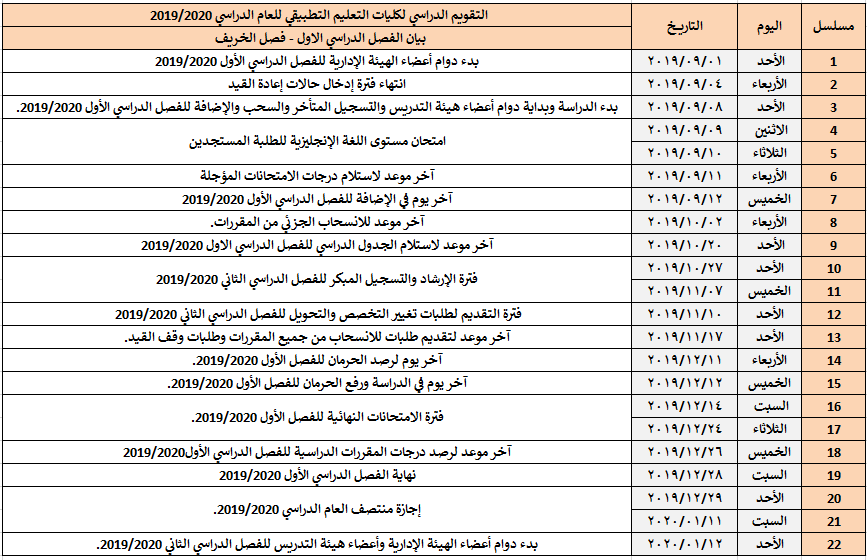 مسلسل اليوم التاريخ التقويم الدراسي لكليات التعليم التطبيقي للعام الدراسي 2019/2020
بيان الفصل الدراسي الاول - فصل الخريف
1 الأحد ٢٠١٩/٠٩/٠١ بدء دوام أعضاء الهيئة الإدارية للفصل الدراسي الأول 2019/2020
2 الأربعاء ٢٠١٩/٠٩/٠٤ انتهاء فترة إدخال حالات إعادة القيد
3 الأحد ٢٠١٩/٠٩/٠٨ بدء الدراسة وبداية دوام أعضاء هيئة التدريس والتسجيل المتأخر والسحب والإضافة للفصل الدراسي الأول 2019/2020.
4 الاثنين ٢٠١٩/٠٩/٠٩ امتحان مستوى اللغة الإنجليزية للطلبة المستجدين
5 الثلاثاء ٢٠١٩/٠٩/١٠
6 الأربعاء ٢٠١٩/٠٩/١١ آخر موعد لاستلام درجات الامتحانات المؤجلة
7 الخميس ٢٠١٩/٠٩/١٢ آخر يوم في الإضافة للفصل الدراسي الأول 2019/2020
8 الأربعاء ٢٠١٩/١٠/٠٢ آخر موعد للانسحاب الجزئي من المقررات.
9 الأحد ٢٠١٩/١٠/٢٠ آخر موعد لاستلام الجدول الدراسي للفصل الدراسي الاول 2019/2020
10 الأحد ٢٠١٩/١٠/٢٧ فترة الإرشاد والتسجيل المبكر للفصل الدراسي الثاني 2019/2020
11 الخميس ٢٠١٩/١١/٠٧
12 الأحد ٢٠١٩/١١/١٠ فترة التقديم لطلبات تغيير التخصص والتحويل للفصل الدراسي الثاني 2019/2020
13 الأحد ٢٠١٩/١١/١٧ آخر موعد لتقديم طلبات للانسحاب من جميع المقررات وطلبات وقف القيد.
14 الأربعاء ٢٠١٩/١٢/١١ آخر يوم لرصد الحرمان للفصل الأول 2019/2020.
15 الخميس ٢٠١٩/١٢/١٢ آخر يوم في الدراسة ورفع الحرمان للفصل الأول 2019/2020.
16 السبت ٢٠١٩/١٢/١٤ فترة الامتحانات النهائية للفصل الأول 2019/2020.
17 الثلاثاء ٢٠١٩/١٢/٢٤
18 الخميس ٢٠١٩/١٢/٢٦ آخر موعد لرصد درجات المقررات الدراسية للفصل الدراسي الأول2019/2020
19 السبت ٢٠١٩/١٢/٢٨ نهاية الفصل الدراسي الأول 2019/2020
20 الأحد ٢٠١٩/١٢/٢٩ إجازة منتصف العام الدراسي 2019/2020.
21 السبت ٢٠٢٠/٠١/١١
22 الأحد ٢٠٢٠/٠١/١٢ بدء دوام أعضاء الهيئة الإدارية وأعضاء هيئة التدريس للفصل الدراسي الثاني 2019/2020.